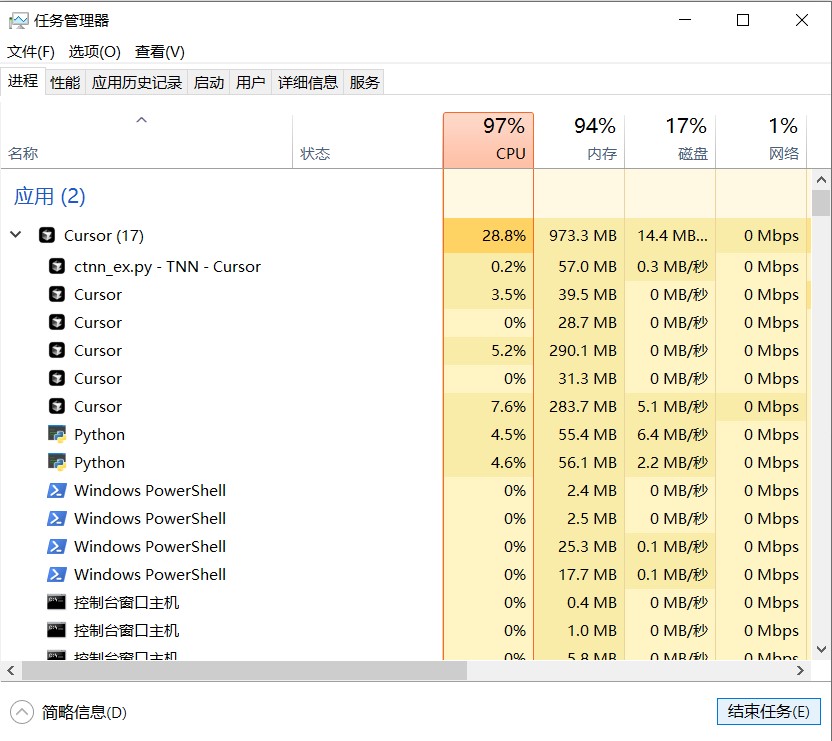 任务管理器
文件(F) 选项(O) 查看(V)
进程 性能 应用历史记录 启动 用户 详细信息 服务
97% 94% 17% 1%
名称 状态 CPU 内存 磁盘 网络
应用 (2)
Cursor (17) 28.8% 973.3 MB 14.4 MB... 0 Mbps
ctnn_ex.py - TNN - Cursor 0.2% 57.0 MB 0.3 MB/秒 0 Mbps
Cursor 3.5% 39.5 MB 0 MB/秒 0 Mbps
Cursor 0% 28.7 MB 0 MB/秒 0 Mbps
Cursor 5.2% 290.1 MB 0 MB/秒 0 Mbps
Cursor 0% 31.3 MB 0 MB/秒 0 Mbps
Cursor 7.6% 283.7 MB 5.1 MB/秒 0 Mbps
Python 4.5% 55.4 MB 6.4 MB/秒 0 Mbps
Python 4.6% 56.1 MB 2.2 MB/秒 0 Mbps
Windows PowerShell 0% 2.4 MB 0 MB/秒 0 Mbps
Windows PowerShell 0% 2.5 MB 0 MB/秒 0 Mbps
Windows PowerShell 0% 25.3 MB 0.1 MB/秒 0 Mbps
Windows PowerShell 0% 17.7 MB 0.1 MB/秒 0 Mbps
控制台窗口主机 0% 0.4 MB 0 MB/秒 0 Mbps
控制台窗口主机 0% 1.0 MB 0 MB/秒 0 Mbps
控制台窗口主机 0% 5.8 MB 0 MB/秒 0 Mbps
简略信息(D) 结束任务(E)